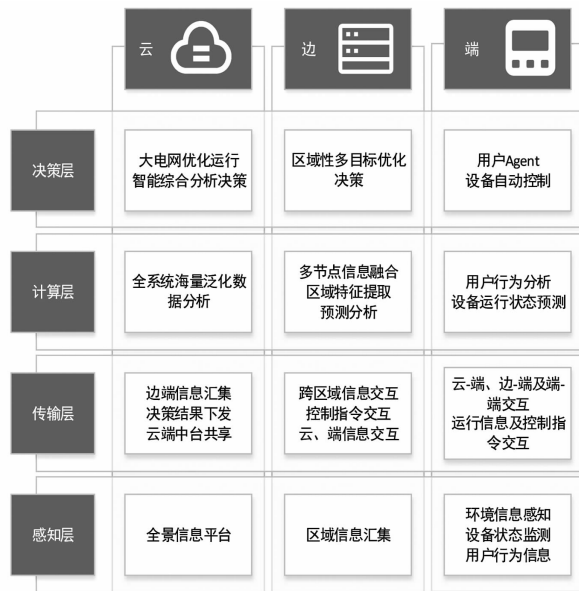 云
边
端
决策层
大电网优化运行
智能综合分析决策
区域性多目标优化
决策
用户Agent
设备自动控制
计算层
全系统海量泛化数
据分析
多节点信息融合
区域特征提取
预测分析
用户行为分析
设备运行状态预测
传输层
边端信息汇集
决策结果下发
云端中台共享
跨区域信息交互
控制指令交互
云、端信息交互
云-端、边-端及端-
端交互
运行信息及控制指
令交互
感知层
全景信息平台
区域信息汇集
环境信息感知
设备状态监测
用户行为信息